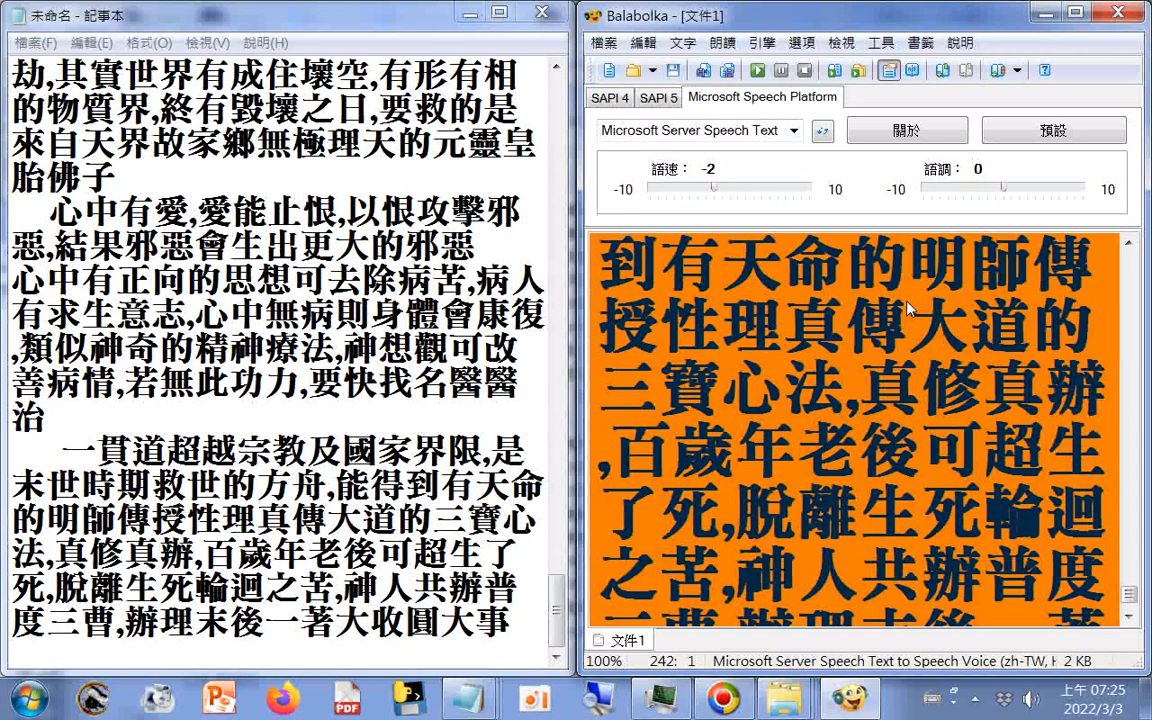 未命名 - 記事本
檔案(F) 編輯(E) 格式(O) 檢視(V) 說明(H)
劫,其實世界有成住壞空,有形有相
的物質界,終有毀壞之日,要救的是
來自天界故家鄉無極理天的元靈皇
胎佛子
心中有愛,愛能止恨,以恨攻擊邪
惡,結果邪惡會生出更大的邪惡
心中有正向的思想可去除病苦,病人
有求生意志,心中無病則身體會康復
,類似神奇的精神療法,神想觀可改
善病情,若無此功力,要快找名醫醫
治
一貫道超越宗教及國家界限,是
末世時期救世的方舟,能得到有天命
的明師傳授性理真傳大道的三寶心
法,真修真辦,百歲年老後可超生了
死,脫離生死輪迴之苦,神人共辦普
度三曹,辦理末後一著大收圓大事
Balabolka - [文件1]
檔案 編輯 文字 朗讀 引擎 選項 檢視 工具 書籤 說明
SAPI 4 SAPI 5 Microsoft Speech Platform
Microsoft Server Speech Text 關於 預設
語速: -2 語調: 0
-10 10 -10 10
到有天命的明師傳
授性理真傳大道的
三寶心法,真修真辦
,百歲年老後可超生
了死,脫離生死輪迴
之苦,神人共辦普度
三曹,辦理末後一著
文件1
100% 242: 1 Microsoft Server Speech Text to Speech Voice (zh-TW, H 2 KB
PDF
上午 07:25
2022/3/3